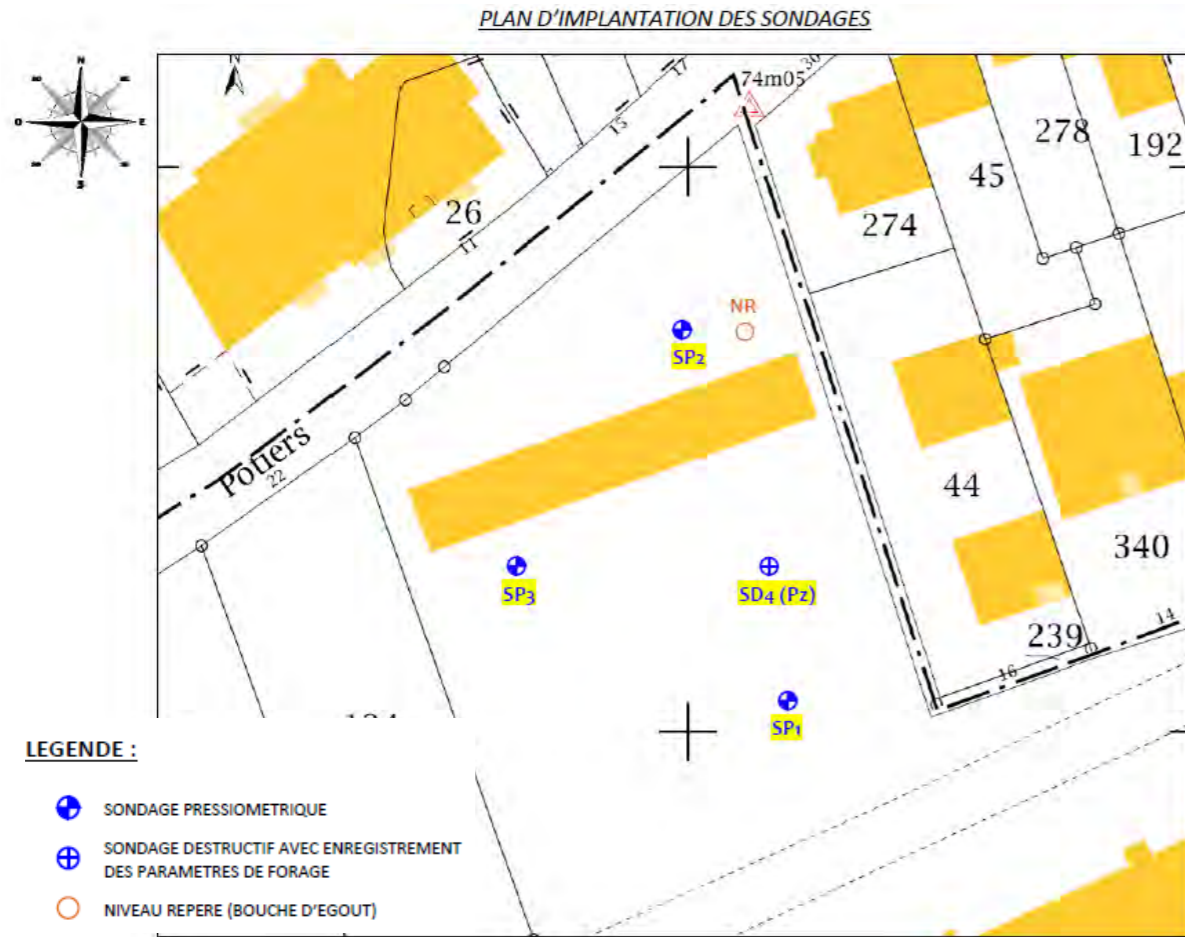 PLAN D'IMPLANTATION DES SONDAGES
N
N
O
E
S
74m05
17
30
15
278
192
45
26
11
274
NR
SP2
Potiers
22
44
340
SP3
SD4 (Pz)
239
14
16
SP1
LEGENDE :
SONDAGE PRESSIOMETRIQUE
SONDAGE DESTRUCTIF AVEC ENREGISTREMENT
DES PARAMETRES DE FORAGE
NIVEAU REPERE (BOUCHE D'EGOUT)